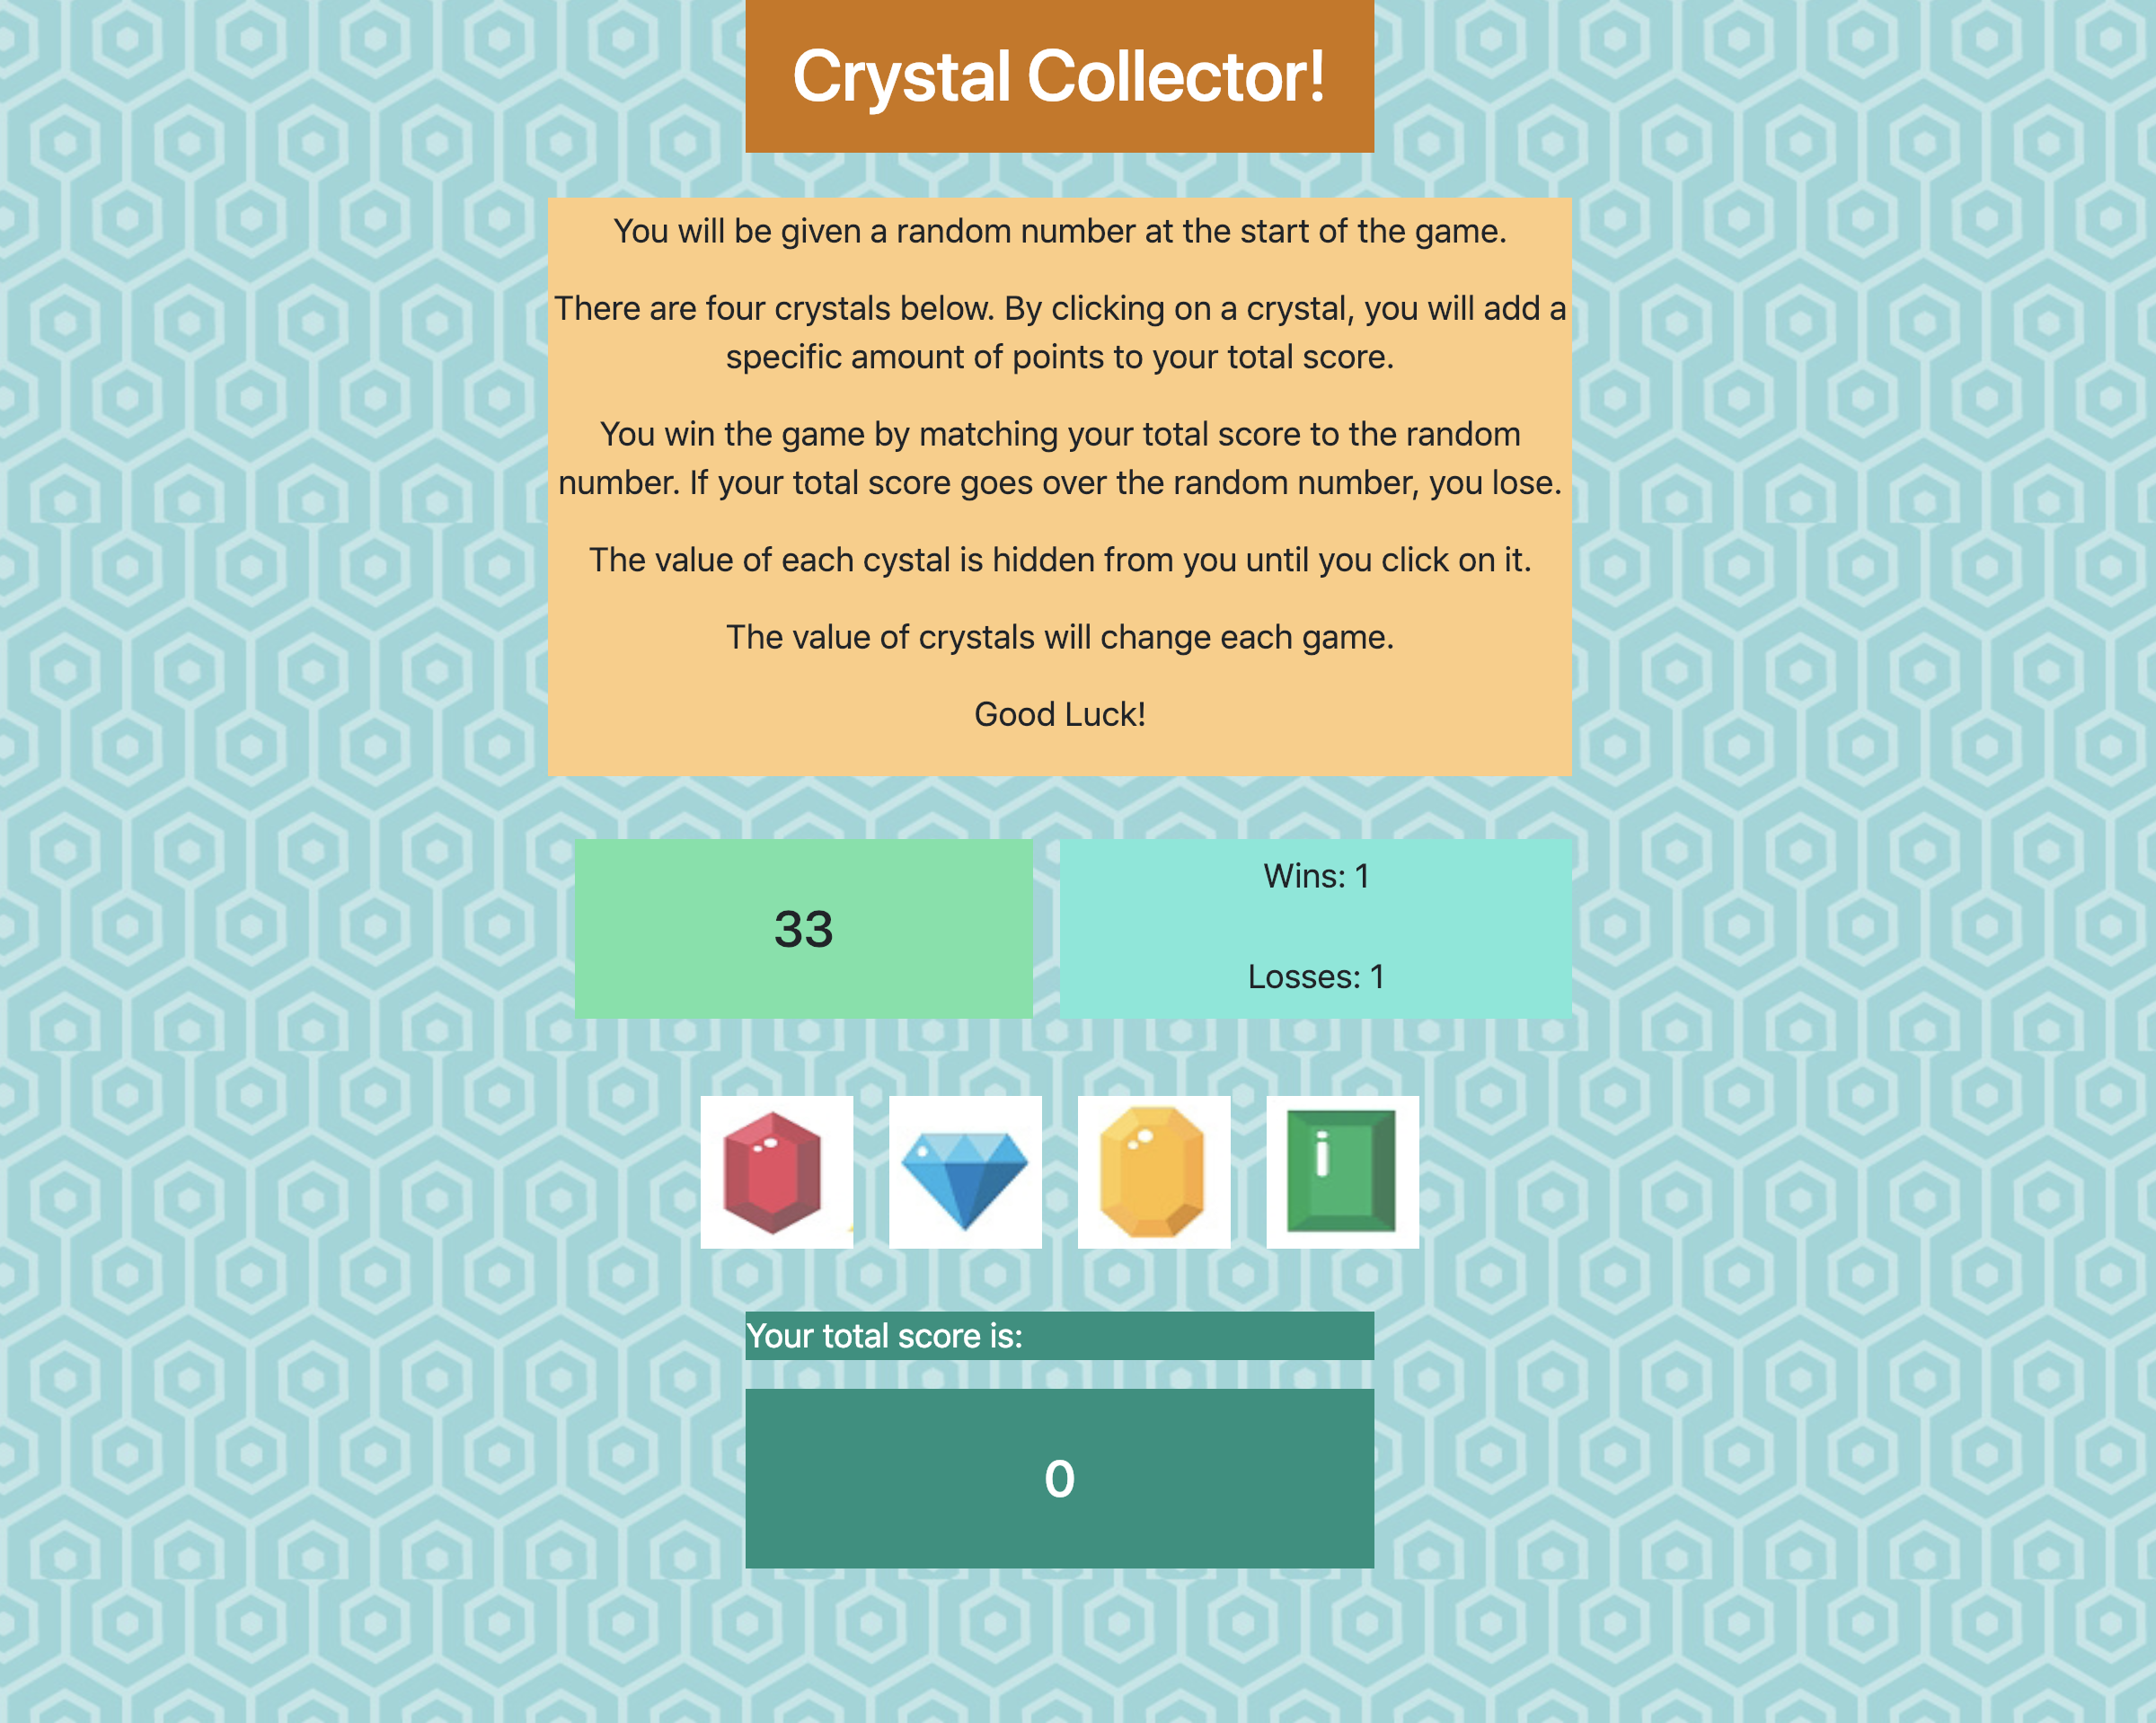 Crystal Collector!
You will be given a random number at the start of the game.
There are four crystals below. By clicking on a crystal, you will add a
specific amount of points to your total score.
You win the game by matching your total score to the random
number. If your total score goes over the random number, you lose.
The value of each cystal is hidden from you until you click on it.
The value of crystals will change each game.
Good Luck!
33
Wins: 1
Losses: 1
Your total score is:
0